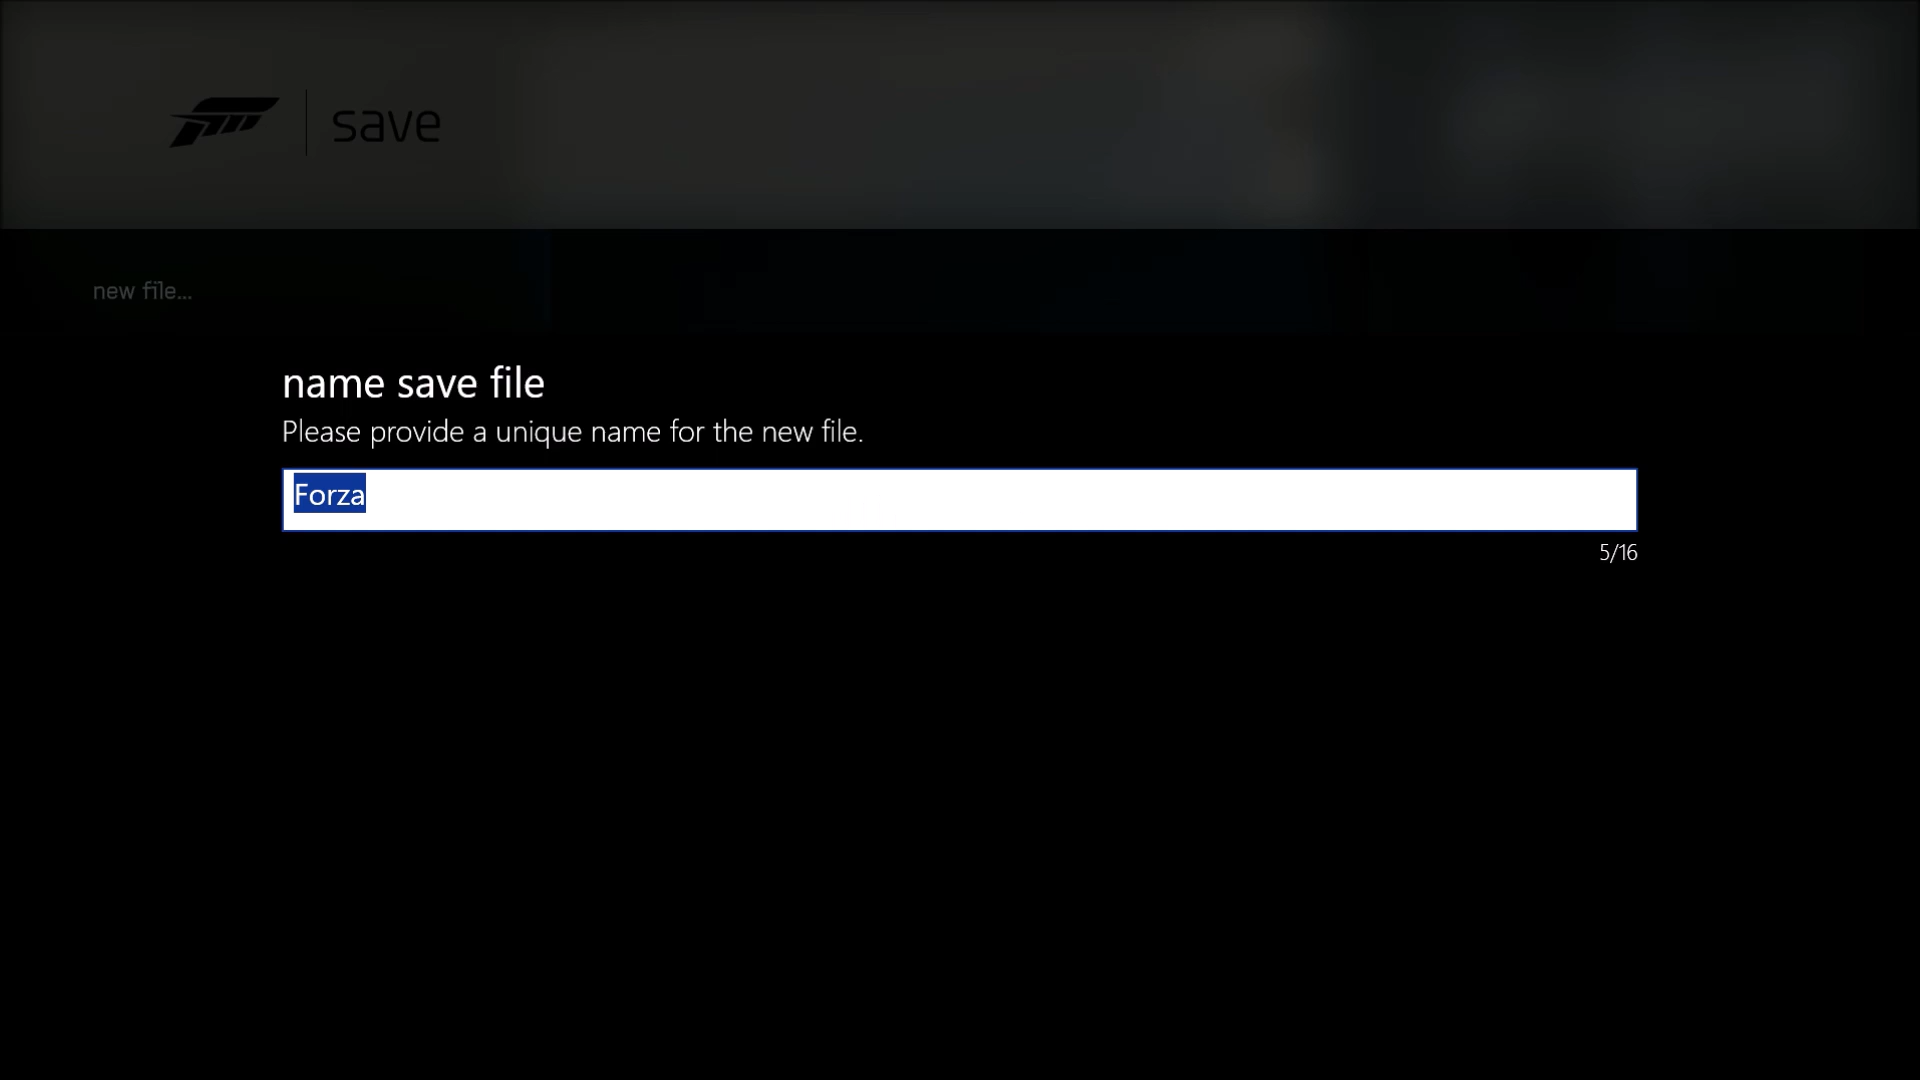 save
new file...
name save file
Please provide a unique name for the new file.
Forza
5/16